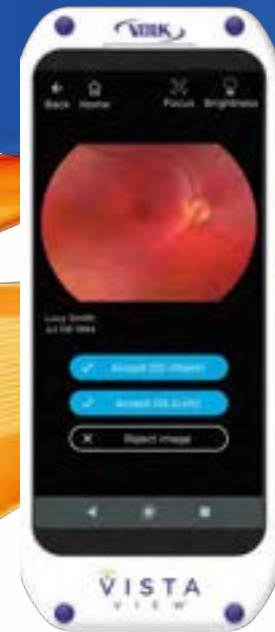 VOLK
Back Home Focus Brightness
Lucy Smith
Accept OD (Right)
Accept OS (Left)
Reject image
VISTA
VIEW